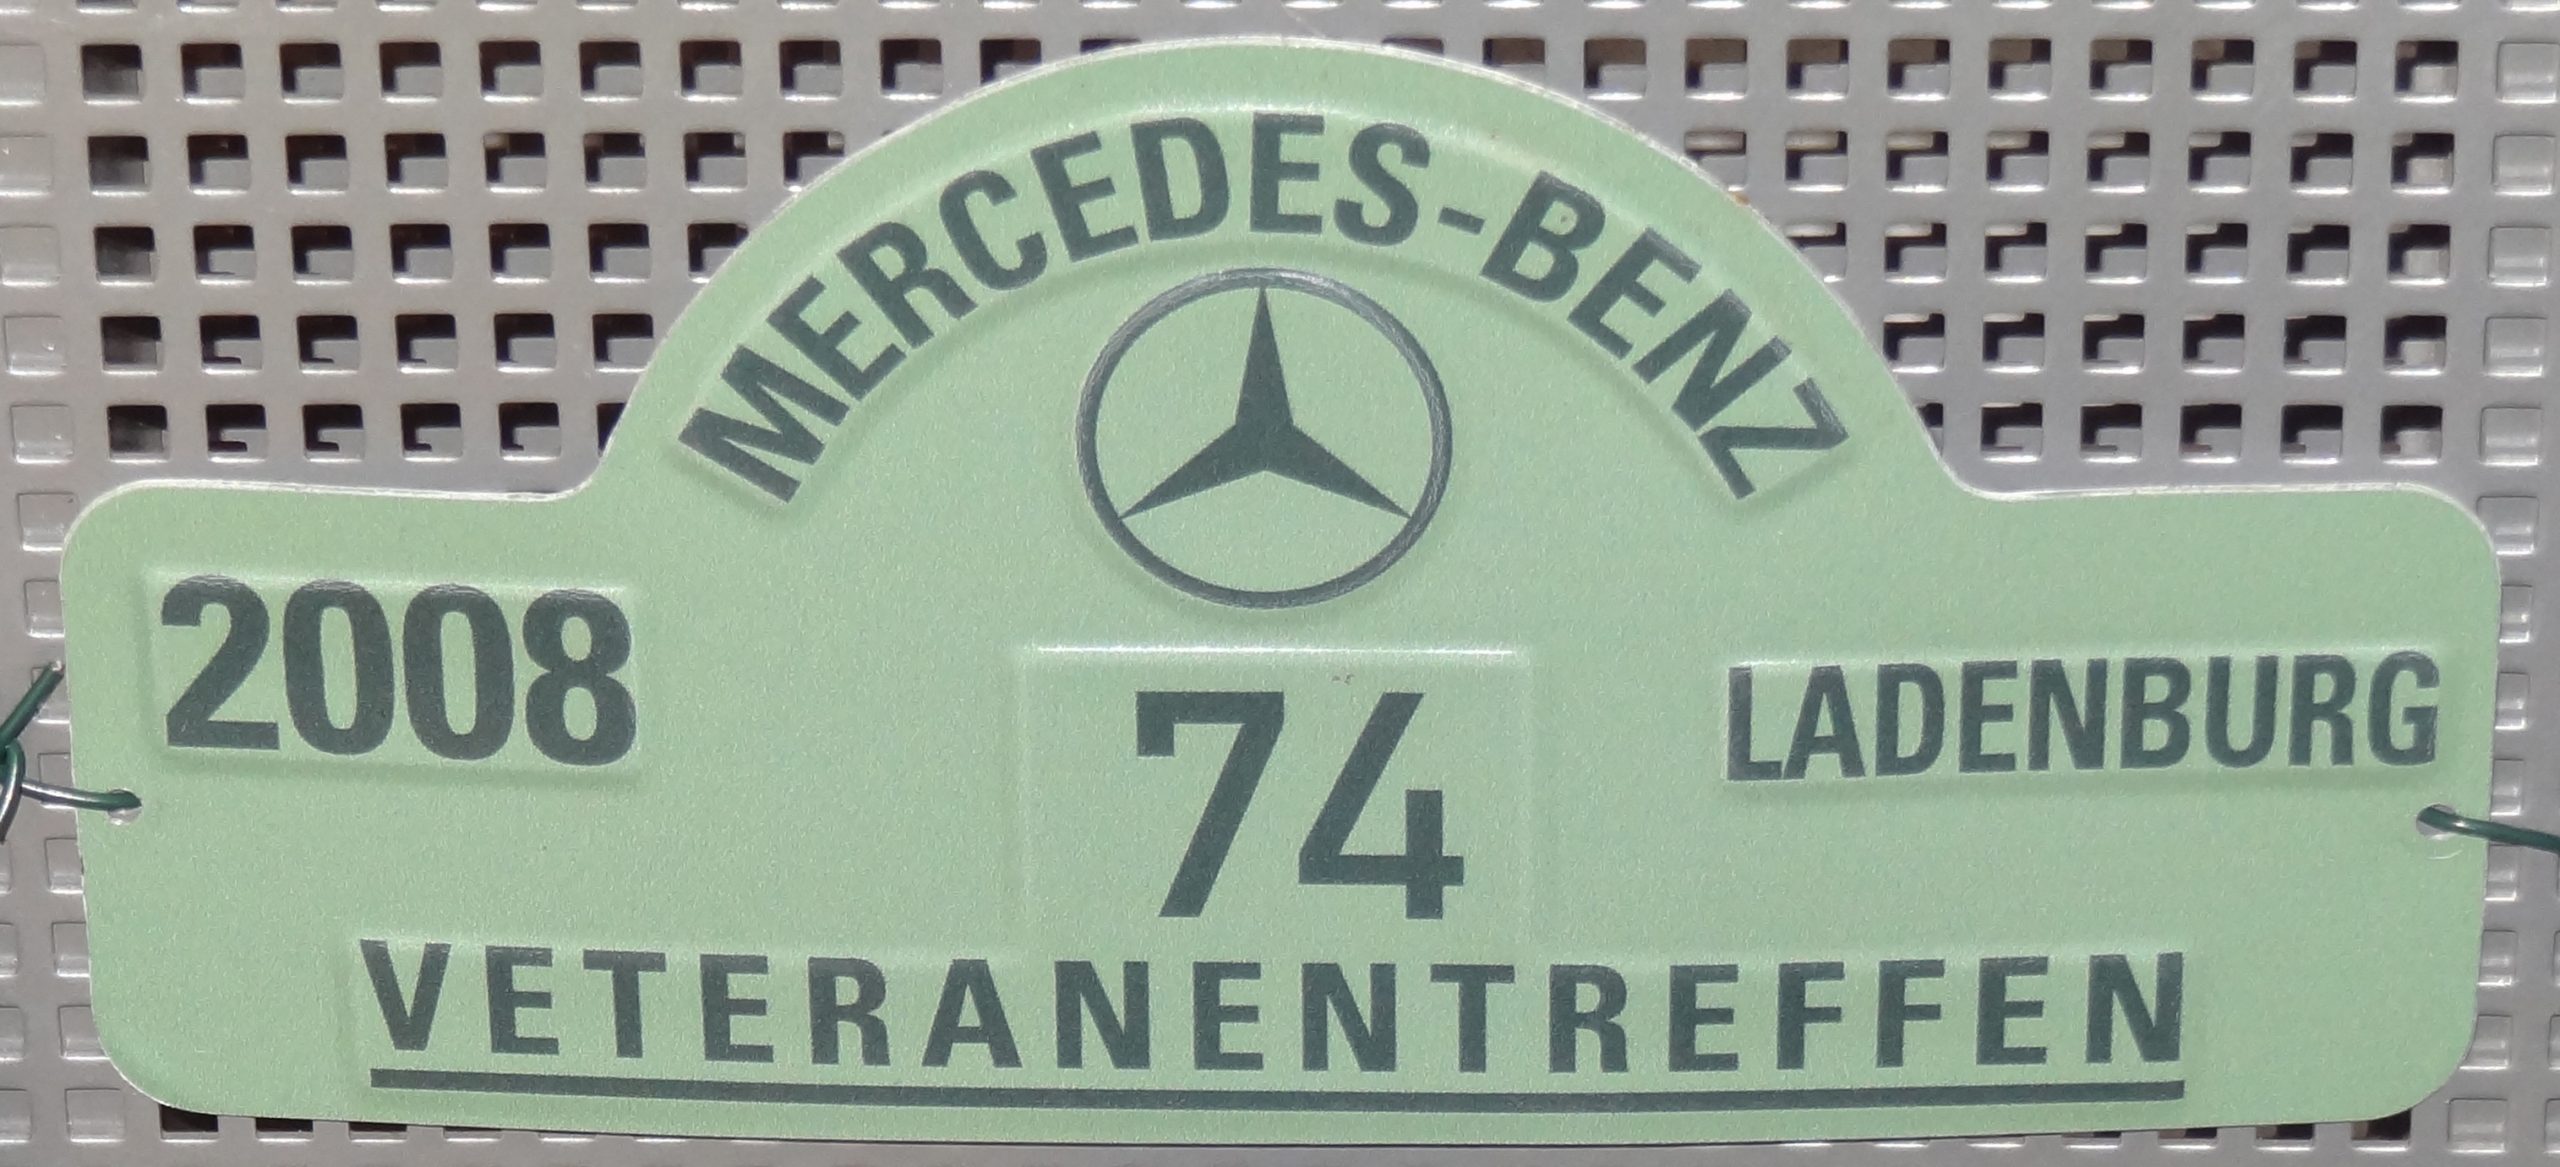 MERCEDES-BENZ
2008
74
LADENBURG
VETERANENTREFFEN